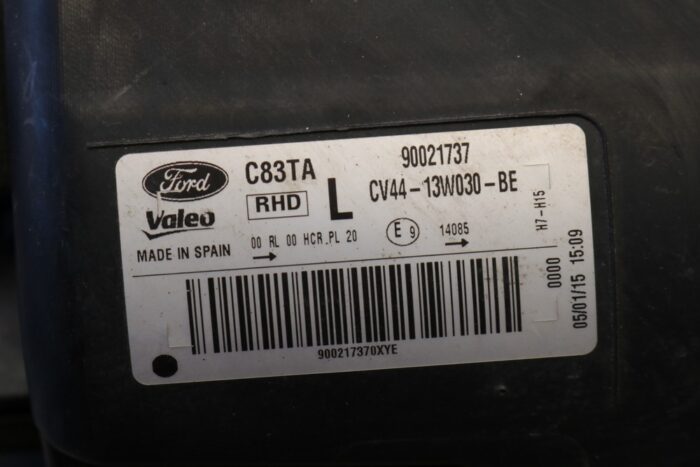 Ford
C83TA
90021737
Valeo
RHD
L
CV44-13W030-BE
MADE IN SPAIN
00 RL 00 HCR PL 20
E 9
14085
H7-H15
0000
05/01/15 15:09
900217370XYE